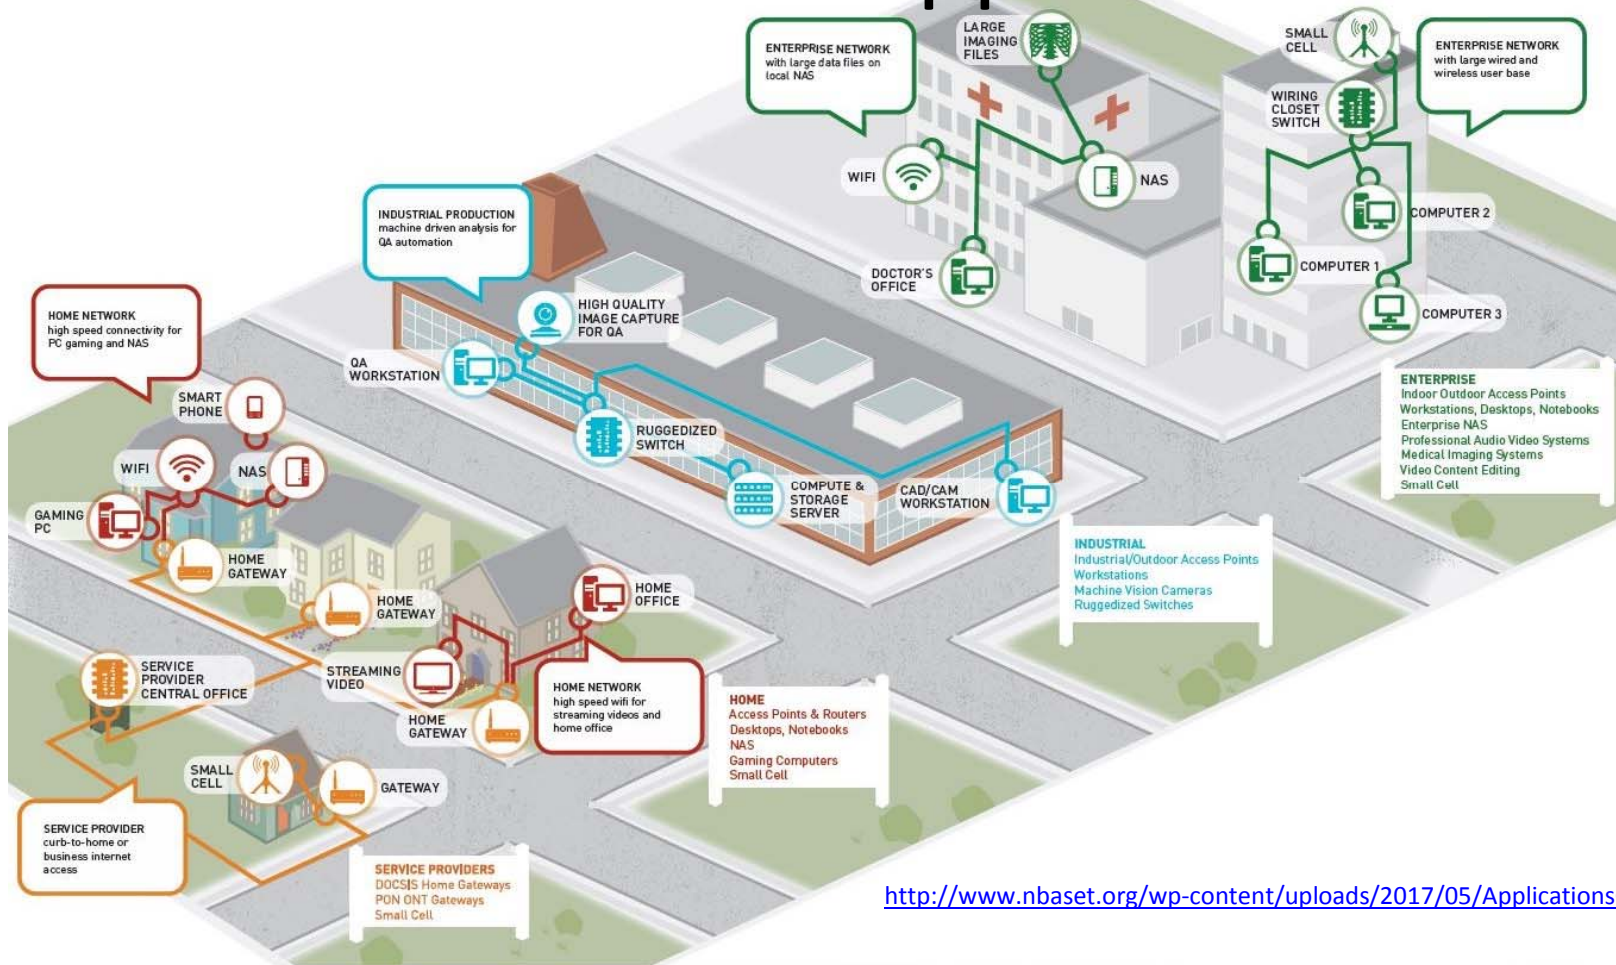 LARGE
IMAGING
FILES
SMALL
CELL
ENTERPRISE NETWORK
with large data files on
local NAS
ENTERPRISE NETWORK
with large wired and
wireless user base
WIRING
CLOSET
SWITCH
WIFI
NAS
COMPUTER 2
DOCTOR'S
OFFICE
COMPUTER 1
COMPUTER 3
INDUSTRIAL PRODUCTION
machine driven analysis for
QA automation
HIGH QUALITY
IMAGE CAPTURE
FOR QA
QA
WORKSTATION
RUGGEDIZED
SWITCH
COMPUTE &
STORAGE
SERVER
CAD/CAM
WORKSTATION
HOME NETWORK
high speed connectivity for
PC gaming and NAS
SMART
PHONE
WIFI
NAS
GAMING
PC
HOME
GATEWAY
HOME
GATEWAY
HOME
OFFICE
STREAMING
VIDEO
HOME
GATEWAY
HOME NETWORK
high speed wifi for
streaming videos and
home office
SERVICE
PROVIDER
CENTRAL OFFICE
SMALL
CELL
GATEWAY
SERVICE PROVIDER
curb-to-home or
business internet
access
ENTERPRISE
Indoor Outdoor Access Points
Workstations, Desktops, Notebooks
Enterprise NAS
Professional Audio Video Systems
Medical Imaging Systems
Video Content Editing
Small Cell
INDUSTRIAL
Industrial/Outdoor Access Points
Workstations
Machine Vision Cameras
Ruggedized Switches
HOME
Access Points & Routers
Desktops, Notebooks
NAS
Gaming Computers
Small Cell
SERVICE PROVIDERS
DOCSIS Home Gateways
PON ONT Gateways
Small Cell
http://www.nbaset.org/wp-content/uploads/2017/05/Applications